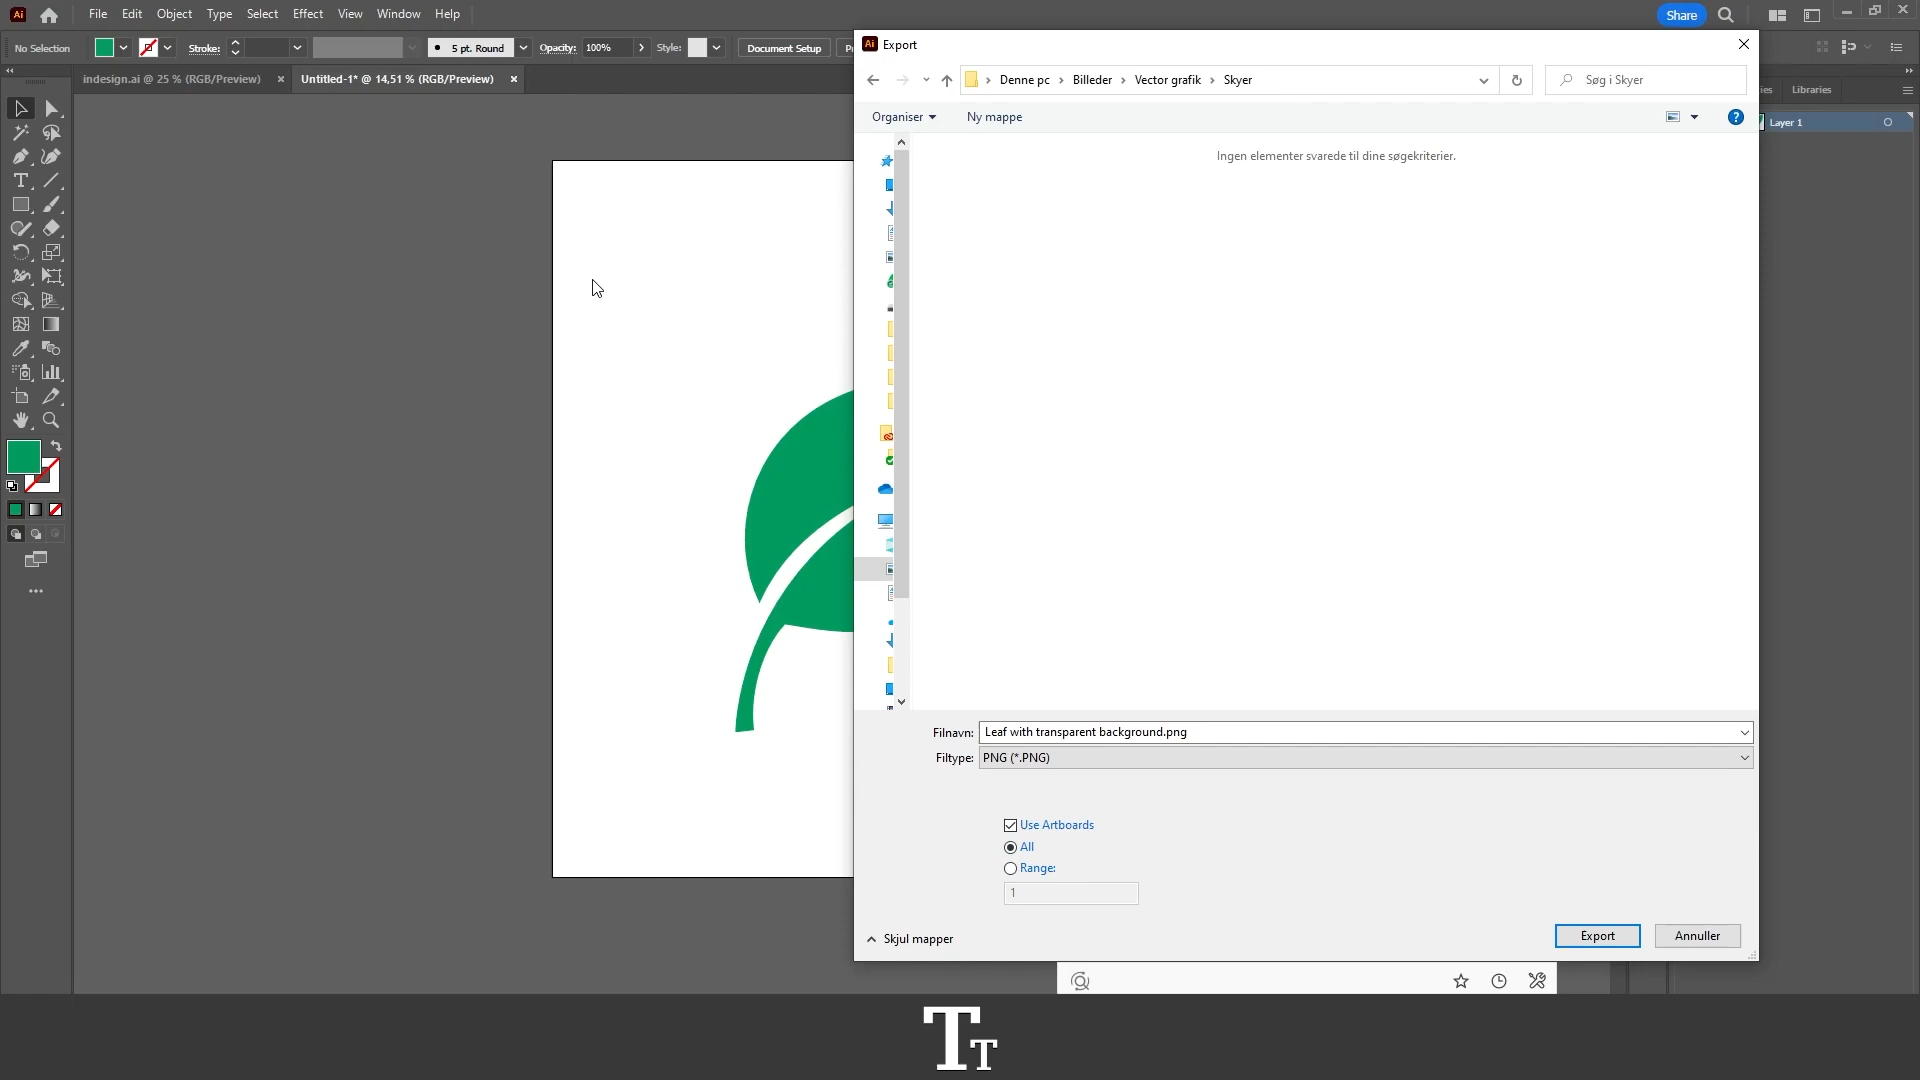 Ai File Edit Object Type Select Effect View Window Help Share
No Selection Stroke: 5 pt. Round Opacity: 100% Style: Document Setup
indesign.ai @ 25 % (RGB/Preview) Untitled-1* @ 14,51 % (RGB/Preview)
Libraries
Layer 1
Ai Export
Denne pc Billeder Vector grafik Skyer Søg i Skyer
Organiser Ny mappe
Ingen elementer svarede til dine søgekriterier.
Filnavn: Leaf with transparent background.png
Filtype: PNG (*.PNG)
Use Artboards
All
Range:
1
Skjul mapper Export Annuller
TT